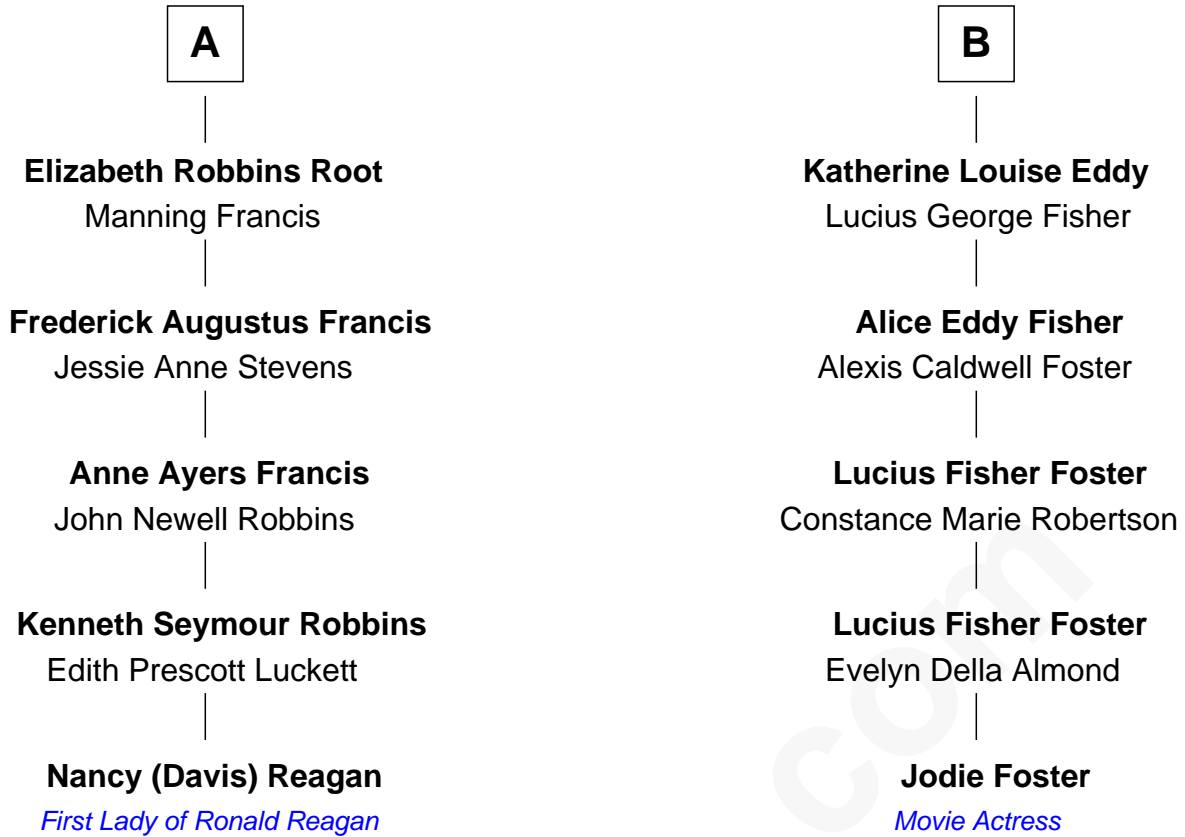 A
B
Elizabeth Robbins Root
Manning Francis
Katherine Louise Eddy
Lucius George Fisher
Frederick Augustus Francis
Jessie Anne Stevens
Alice Eddy Fisher
Alexis Caldwell Foster
Anne Ayers Francis
John Newell Robbins
Lucius Fisher Foster
Constance Marie Robertson
Kenneth Seymour Robbins
Edith Prescott Luckett
Lucius Fisher Foster
Evelyn Della Almond
Nancy (Davis) Reagan
First Lady of Ronald Reagan
Jodie Foster
Movie Actress
com